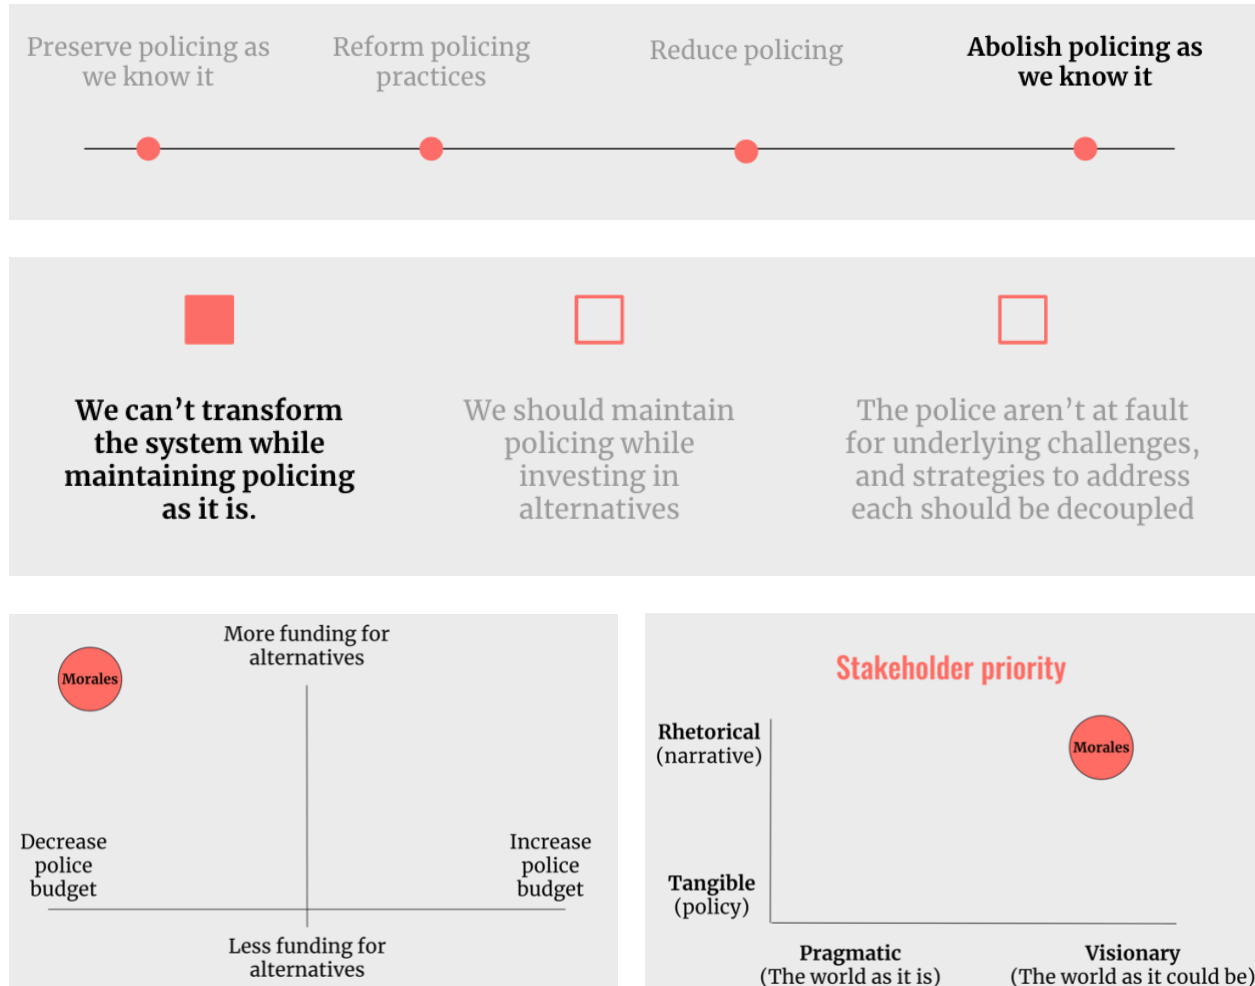 Preserve policing as
we know it
Reform policing
practices
Reduce policing
Abolish policing as
we know it
We can’t transform
the system while
maintaining policing
as it is.
We should maintain
policing while
investing in
alternatives
The police aren’t at fault
for underlying challenges,
and strategies to address
each should be decoupled
More funding for
alternatives
Morales
Decrease
police
budget
Increase
police
budget
Less funding for
alternatives
Stakeholder priority
Rhetorical
(narrative)
Morales
Tangible
(policy)
Pragmatic
(The world as it is)
Visionary
(The world as it could be)